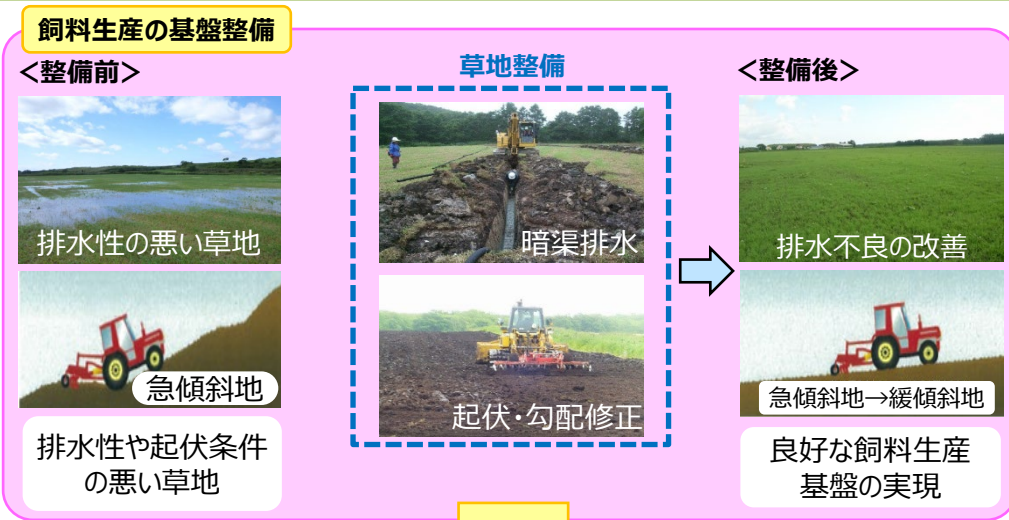 飼料生産の基盤整備
<整備前>
草地整備
<整備後>
排水性の悪い草地
暗渠排水
排水不良の改善
急傾斜地
起伏・勾配修正
急傾斜地→緩傾斜地
排水性や起伏条件
の悪い草地
良好な飼料生産
基盤の実現